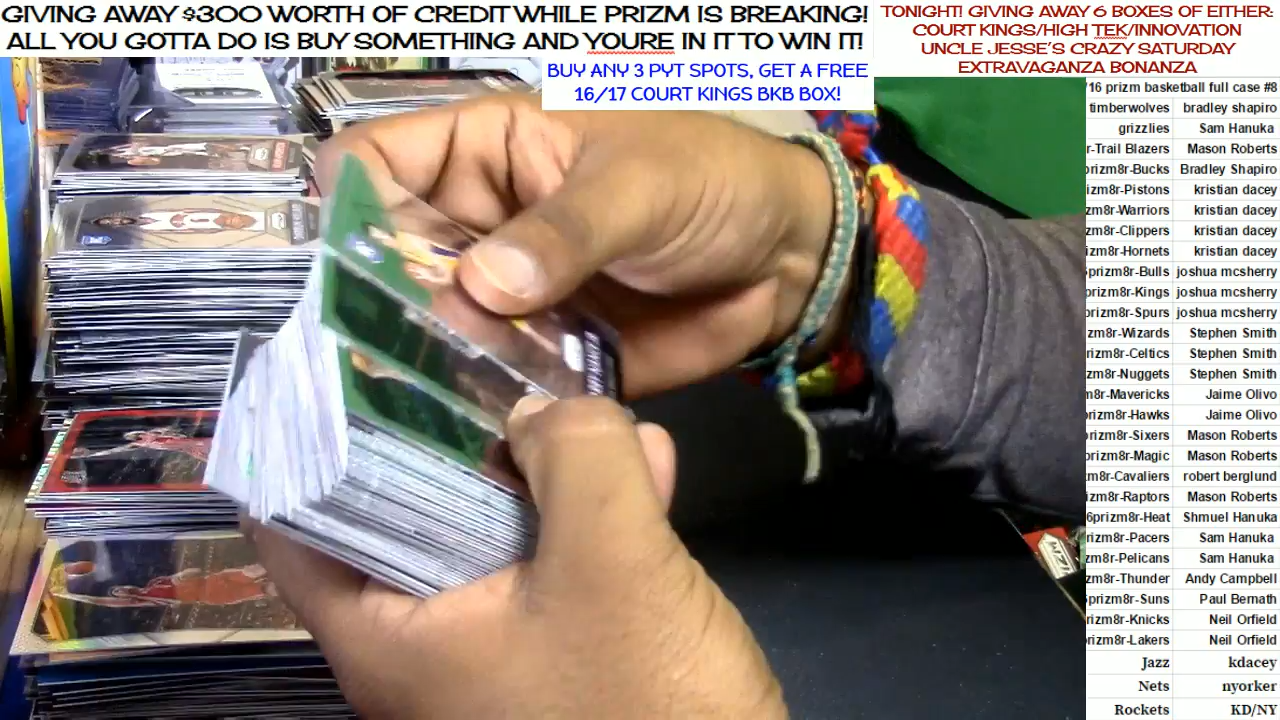 GIVING AWAY $300 WORTH OF CREDIT WHILE PRIZM IS BREAKING!
ALL YOU GOTTA DO IS BUY SOMETHING AND YOURE IN IT TO WIN IT!
BUY ANY 3 PYT SPOTS, GET A FREE
16/17 COURT KINGS BKB BOX!
TONIGHT! GIVING AWAY 6 BOXES OF EITHER:
COURT KINGS/HIGH TEK/INNOVATION
UNCLE JESSE'S CRAZY SATURDAY
EXTRAVAGANZA BONANZA
'16 prizm basketball full case #8
timberwolves bradley shapiro
grizzlies Sam Hanuka
r-Trail Blazers Mason Roberts
prizm8r-Bucks Bradley Shapiro
izm8r-Pistons kristian dacey
zm8r-Warriors kristian dacey
zm8r-Clippers kristian dacey
izm8r-Hornets kristian dacey
prizm8r-Bulls joshua mcsherry
prizm8r-Kings joshua mcsherry
prizm8r-Spurs joshua mcsherry
zm8r-Wizards Stephen Smith
rizm8r-Celtics Stephen Smith
zm8r-Nuggets Stephen Smith
m8r-Mavericks Jaime Olivo
rizm8r-Hawks Jaime Olivo
rizm8r-Sixers Mason Roberts
rizm8r-Magic Mason Roberts
zm8r-Cavaliers robert berglund
izm8r-Raptors Mason Roberts
6prizm8r-Heat Shmuel Hanuka
zm8r-Pacers Sam Hanuka
zm8r-Pelicans Sam Hanuka
zm8r-Thunder Andy Campbell
prizm8r-Suns Paul Bernath
rizm8r-Knicks Neil Orfield
rizm8r-Lakers Neil Orfield
Jazz kdacey
Nets nyorker
Rockets KD/NY